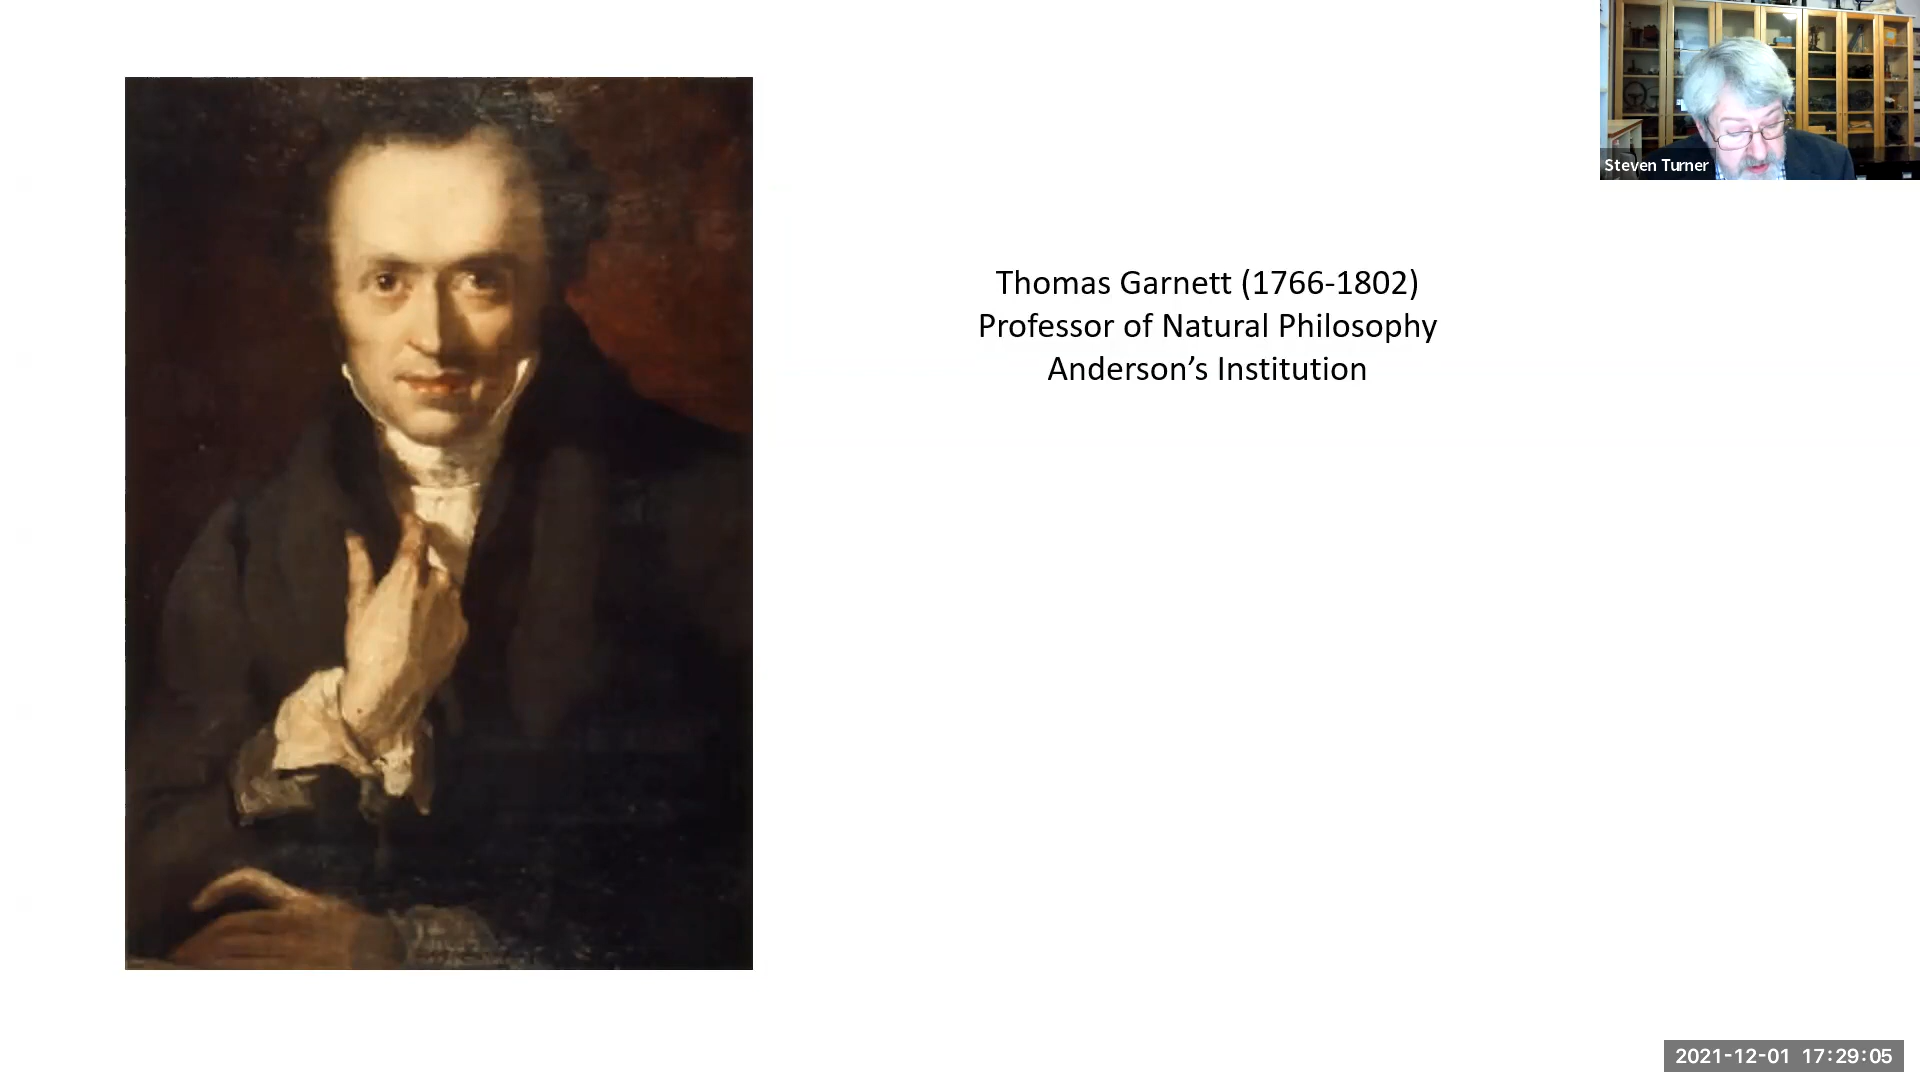 Thomas Garnett (1766-1802)
Professor of Natural Philosophy
Anderson’s Institution
Steven Turner
2021-12-01 17:29:05